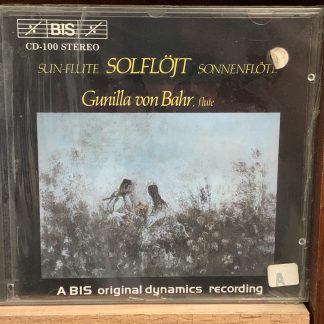 BIS
CD-100 STEREO
SUN-FLUTE SOLFLÖJT SONNENFLÖTE
Gunilla von Bahr, flute
A BIS original dynamics recording